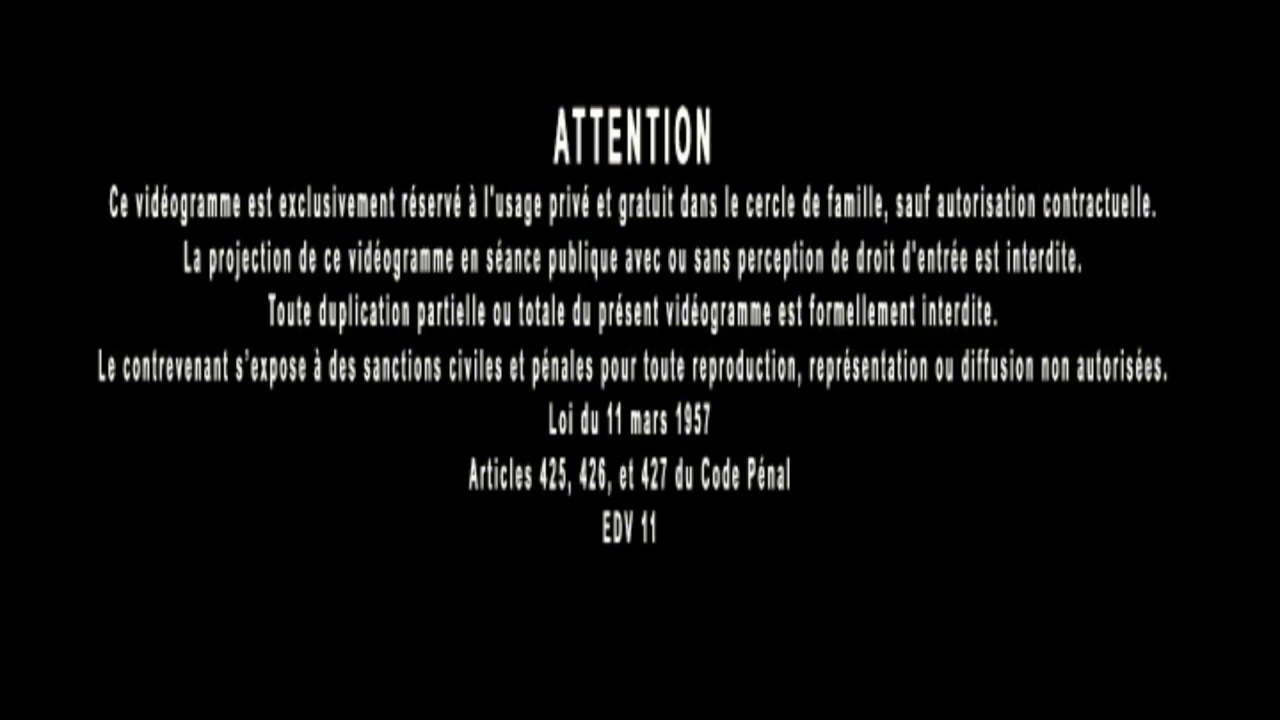 ATTENTION
Ce vidéogramme est exclusivement réservé à l'usage privé et gratuit dans le cercle de famille, sauf autorisation contractuelle.
La projection de ce vidéogramme en séance publique avec ou sans perception de droit d'entrée est interdite.
Toute duplication partielle ou totale du présent vidéogramme est formellement interdite.
Le contrevenant s'expose à des sanctions civiles et pénales pour toute reproduction, représentation ou diffusion non autorisées.
Loi du 11 mars 1957
Articles 425, 426, et 427 du Code Pénal
EDV 11